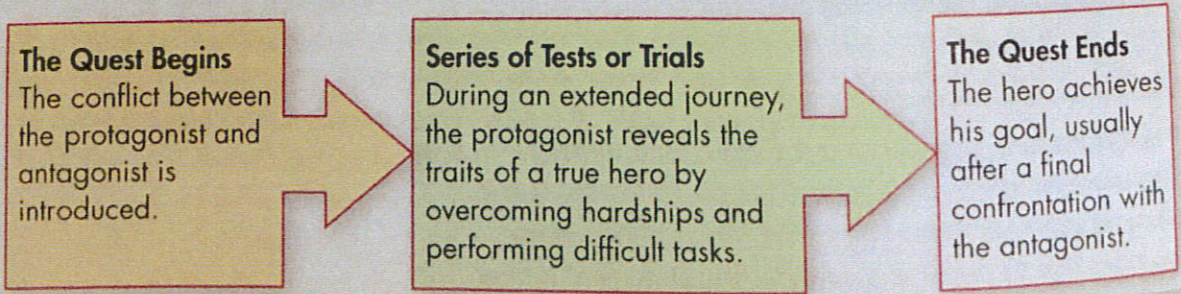 The Quest Begins
The conflict between
the protagonist and
antagonist is
introduced.
Series of Tests or Trials
During an extended journey,
the protagonist reveals the
traits of a true hero by
overcoming hardships and
performing difficult tasks.
The Quest Ends
The hero achieves
his goal, usually
after a final
confrontation with
the antagonist.